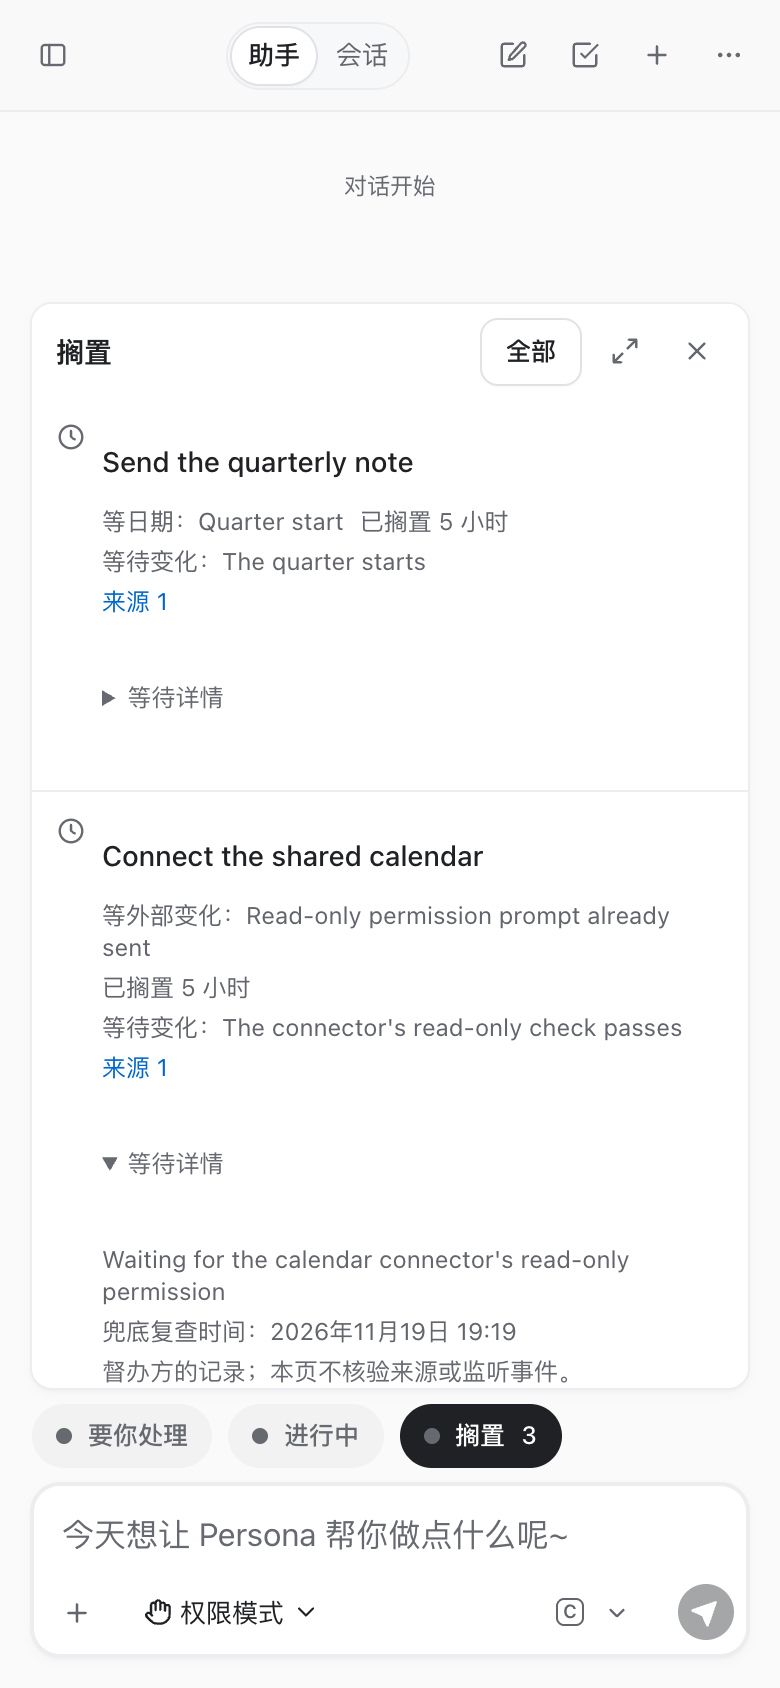 助手 会话
对话开始
搁置 全部
Send the quarterly note
等日期：Quarter start 已搁置 5 小时
等待变化：The quarter starts
来源 1
等待详情
Connect the shared calendar
等外部变化：Read-only permission prompt already
sent
已搁置 5 小时
等待变化：The connector's read-only check passes
来源 1
等待详情
Waiting for the calendar connector's read-only
permission
兜底复查时间：2026年11月19日 19:19
督办方的记录；本页不核验来源或监听事件。
要你处理 进行中 搁置 3
今天想让 Persona 帮你做点什么呢~
权限模式 C